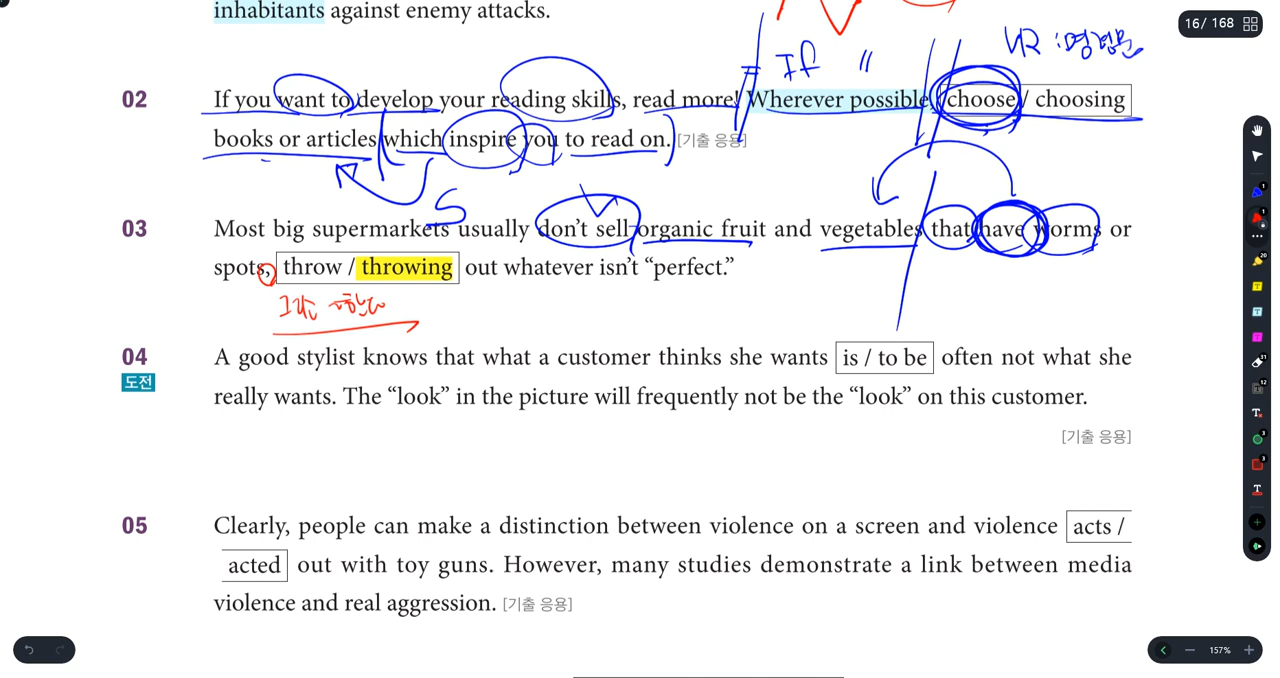 inhabitants against enemy attacks.
16 / 168
VR : 명령문
= If "
02 If you want to develop your reading skills, read more! Wherever possible, choose / choosing
books or articles which inspire you to read on. [기출 응용]
S V
03 Most big supermarkets usually don't sell organic fruit and vegetables that have worms or
spots, throw / throwing out whatever isn't "perfect."
04 A good stylist knows that what a customer thinks she wants is / to be often not what she
도전
really wants. The "look" in the picture will frequently not be the "look" on this customer.
[기출 응용]
05 Clearly, people can make a distinction between violence on a screen and violence acts /
acted out with toy guns. However, many studies demonstrate a link between media
violence and real aggression. [기출 응용]
157%